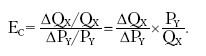 E_C = ΔQ_X/Q_X / ΔP_Y/P_Y = ΔQ_X / ΔP_Y × P_Y / Q_X.